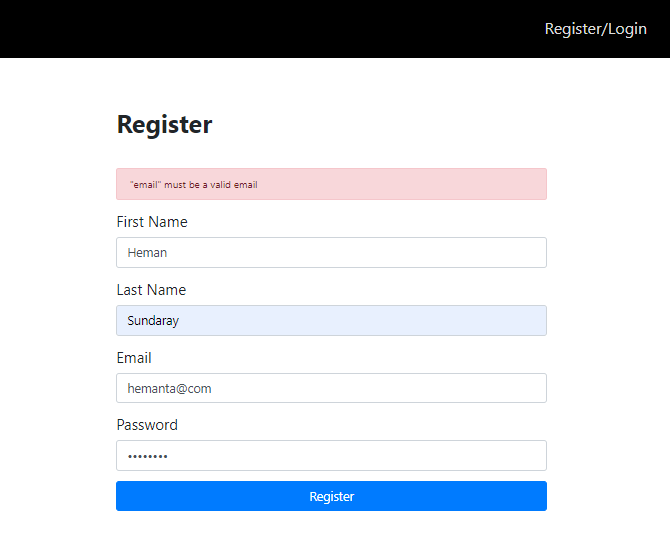 Register/Login
Register
"email" must be a valid email
First Name
Heman
Last Name
Sundaray
Email
hemanta@com
Password
••••••••
Register